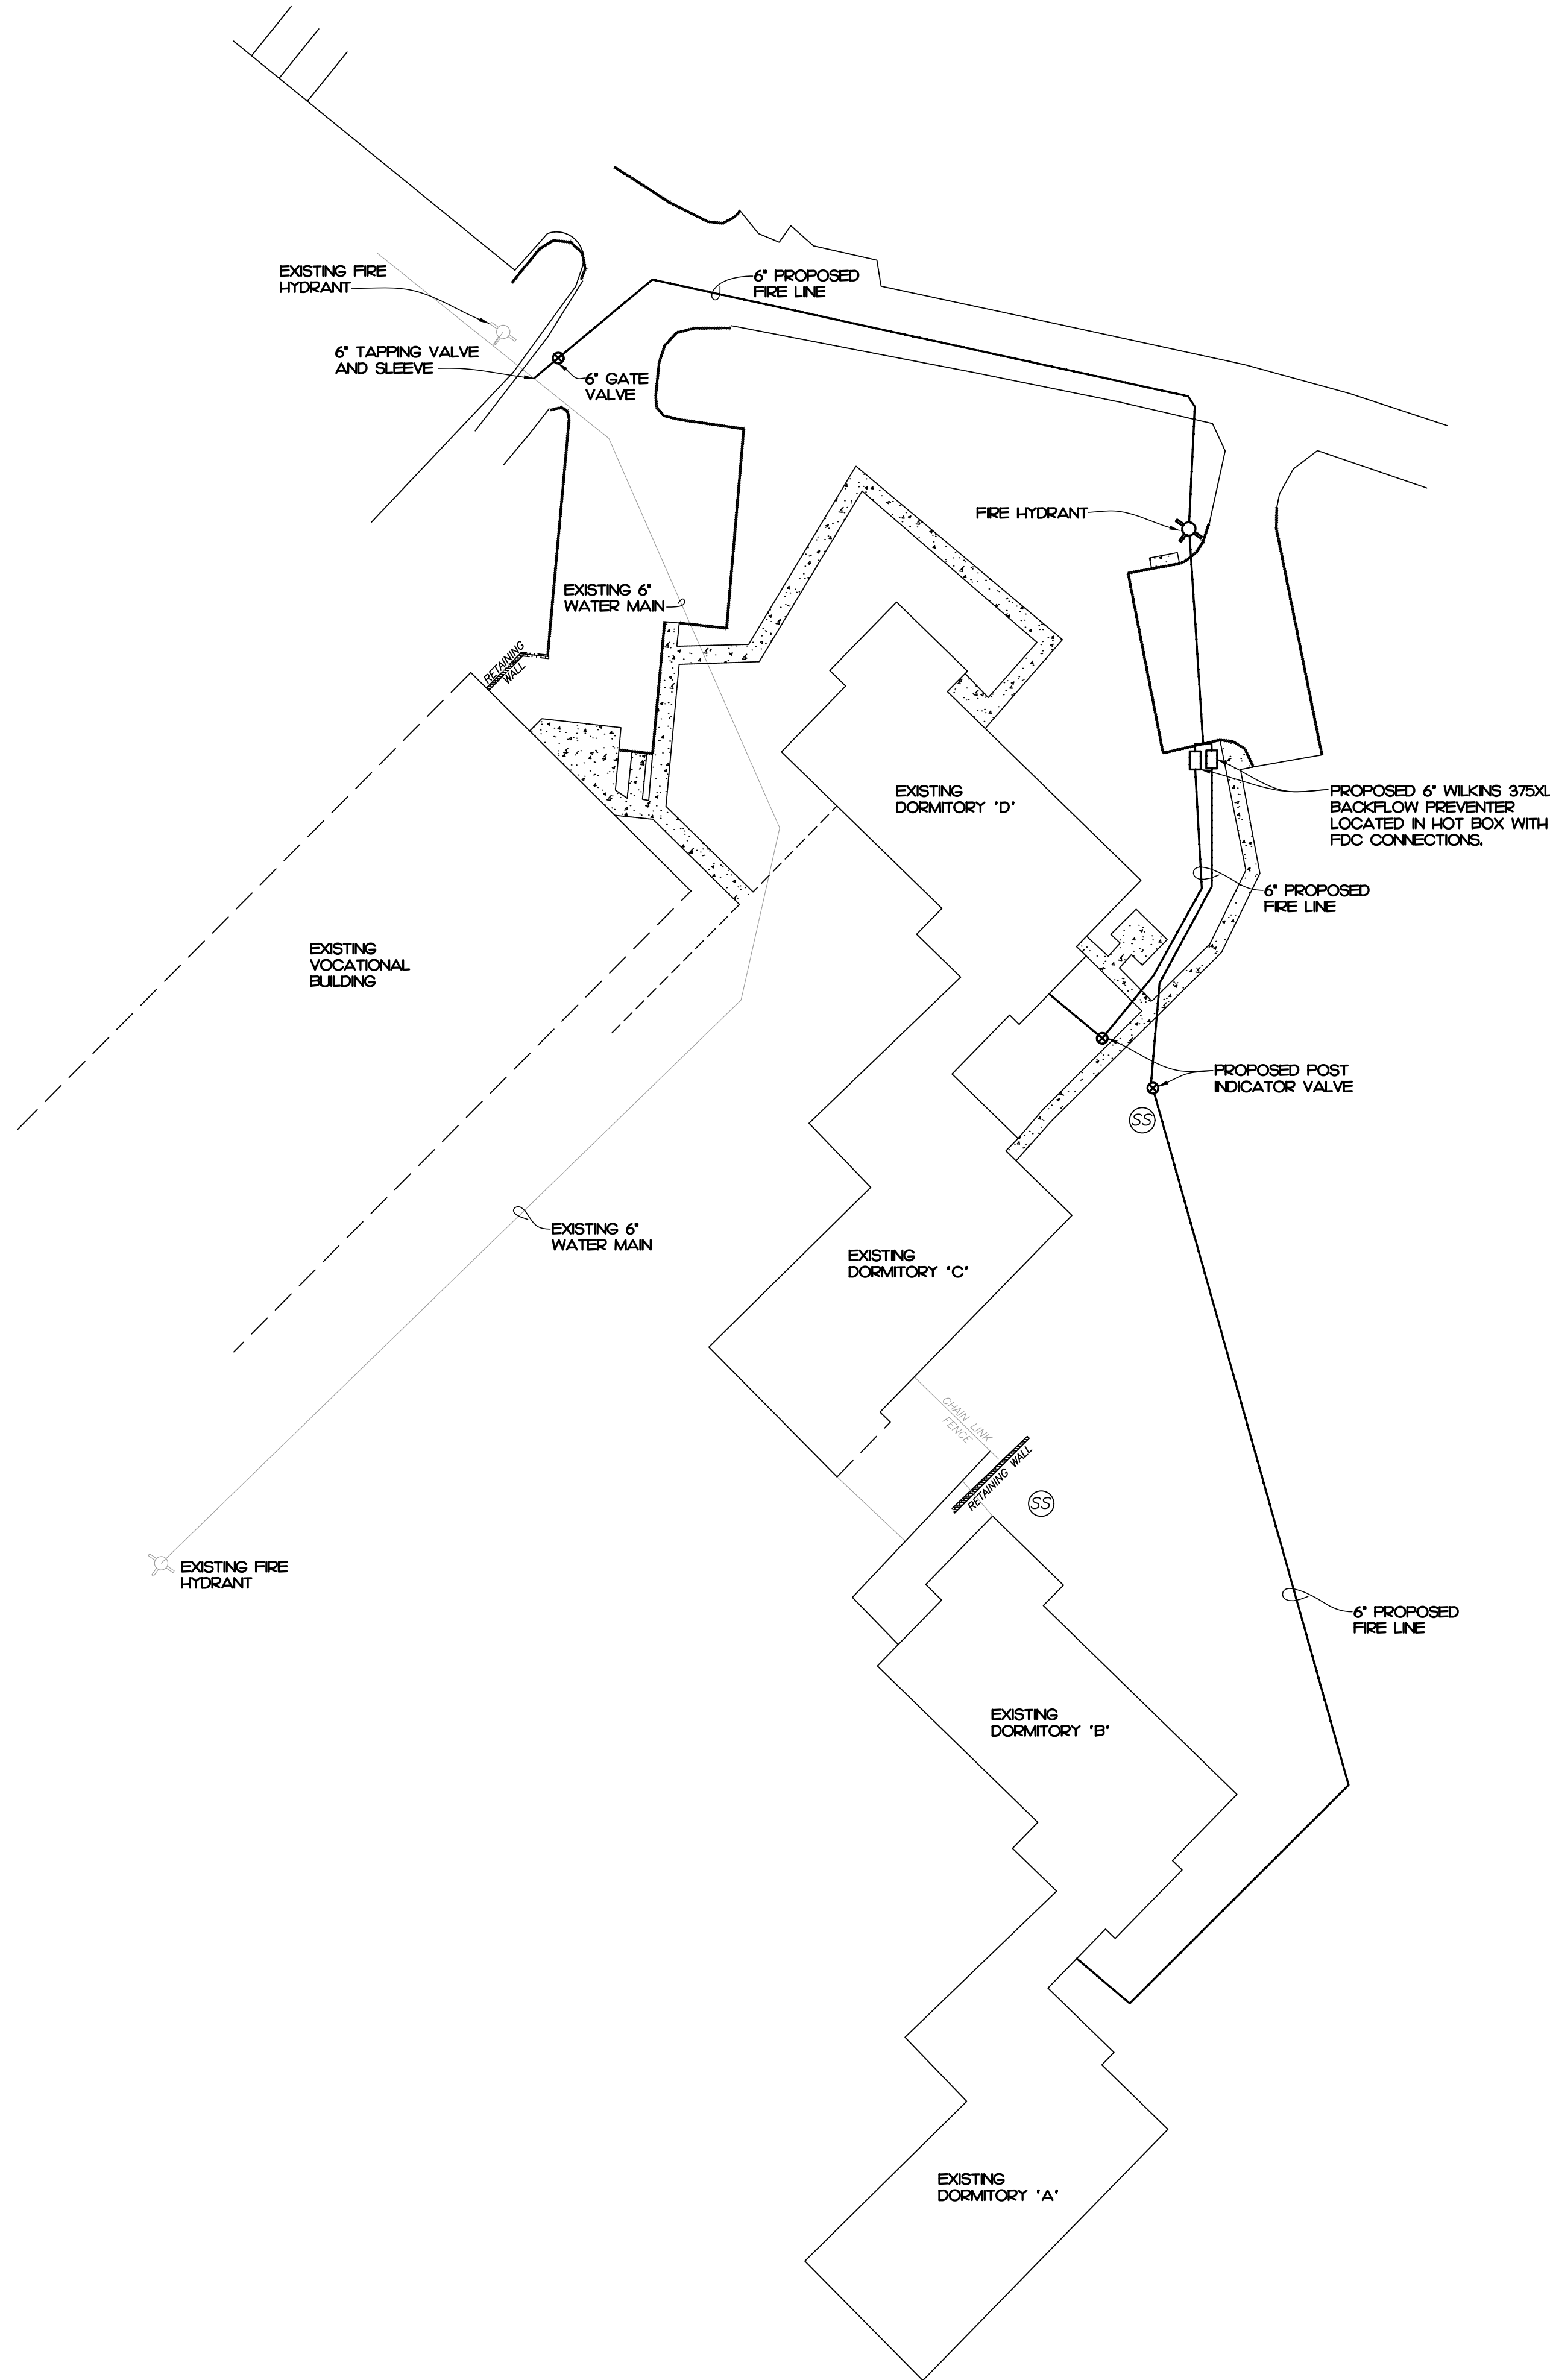 EXISTING FIRE
HYDRANT
6" PROPOSED
FIRE LINE
6" TAPPING VALVE
AND SLEEVE
6" GATE
VALVE
FIRE HYDRANT
EXISTING 6"
WATER MAIN
RETAINING
WALL
EXISTING
DORMITORY 'D'
PROPOSED 6" WILKINS 375XL
BACKFLOW PREVENTER
LOCATED IN HOT BOX WITH
FDC CONNECTIONS.
6" PROPOSED
FIRE LINE
EXISTING
VOCATIONAL
BUILDING
PROPOSED POST
INDICATOR VALVE
SS
EXISTING 6"
WATER MAIN
EXISTING
DORMITORY 'C'
CHAIN LINK
FENCE
RETAINING WALL
SS
EXISTING FIRE
HYDRANT
6" PROPOSED
FIRE LINE
EXISTING
DORMITORY 'B'
EXISTING
DORMITORY 'A'